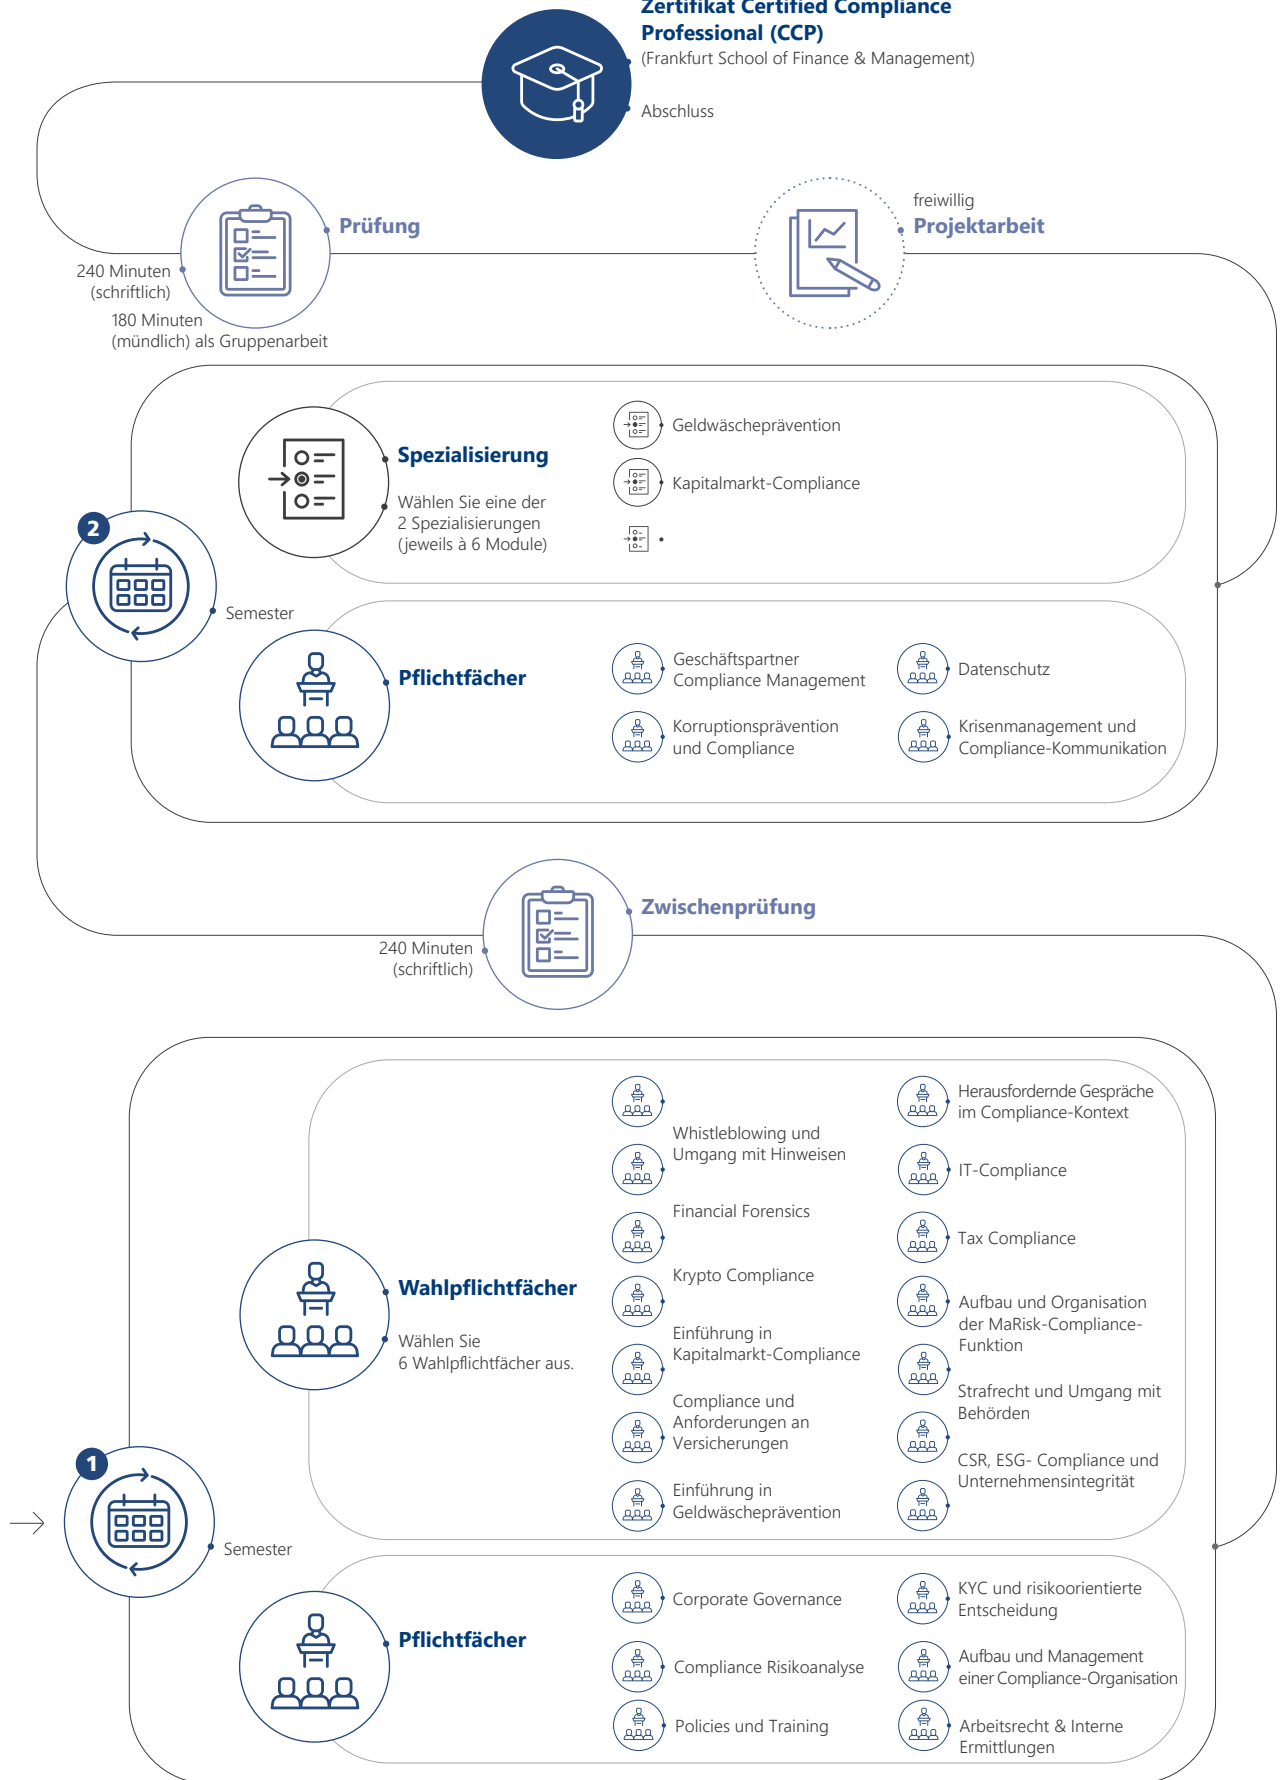 Zertifikat Certified Compliance
Professional (CCP)
(Frankfurt School of Finance & Management)
Abschluss
Prüfung
240 Minuten
(schriftlich)
180 Minuten
(mündlich) als Gruppenarbeit
freiwillig
Projektarbeit
2
Semester
Spezialisierung
Wählen Sie eine der
2 Spezialisierungen
(jeweils à 6 Module)
Geldwäscheprävention
Kapitalmarkt-Compliance
Pflichtfächer
Geschäftspartner
Compliance Management
Korruptionsprävention
und Compliance
Datenschutz
Krisenmanagement und
Compliance-Kommunikation
Zwischenprüfung
240 Minuten
(schriftlich)
1
Semester
Wahlpflichtfächer
Wählen Sie
6 Wahlpflichtfächer aus.
Whistleblowing und
Umgang mit Hinweisen
Financial Forensics
Krypto Compliance
Einführung in
Kapitalmarkt-Compliance
Compliance und
Anforderungen an
Versicherungen
Einführung in
Geldwäscheprävention
Herausfordernde Gespräche
im Compliance-Kontext
IT-Compliance
Tax Compliance
Aufbau und Organisation
der MaRisk-Compliance-
Funktion
Strafrecht und Umgang mit
Behörden
CSR, ESG- Compliance und
Unternehmensintegrität
Pflichtfächer
Corporate Governance
Compliance Risikoanalyse
Policies und Training
KYC und risikoorientierte
Entscheidung
Aufbau und Management
einer Compliance-Organisation
Arbeitsrecht & Interne
Ermittlungen